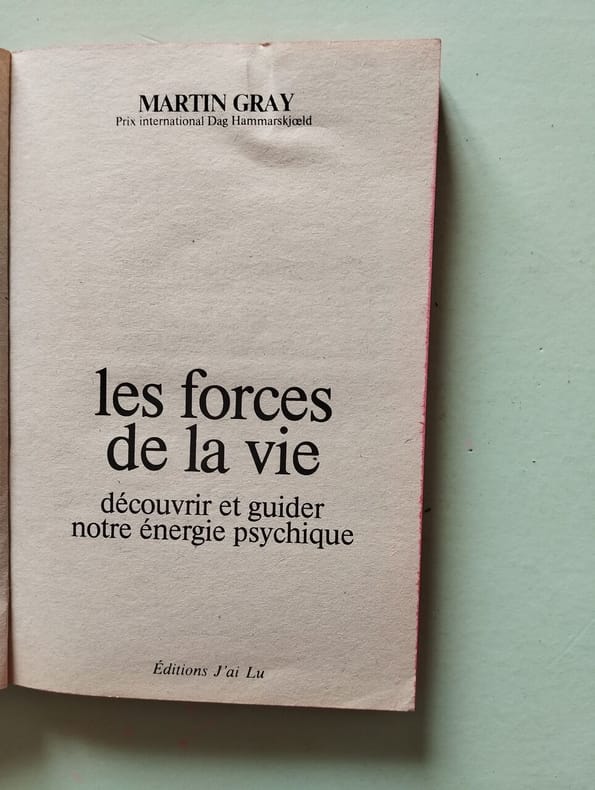 MARTIN GRAY
Prix international Dag Hammarskjœld
les forces
de la vie
découvrir et guider
notre énergie psychique
Éditions J'ai Lu